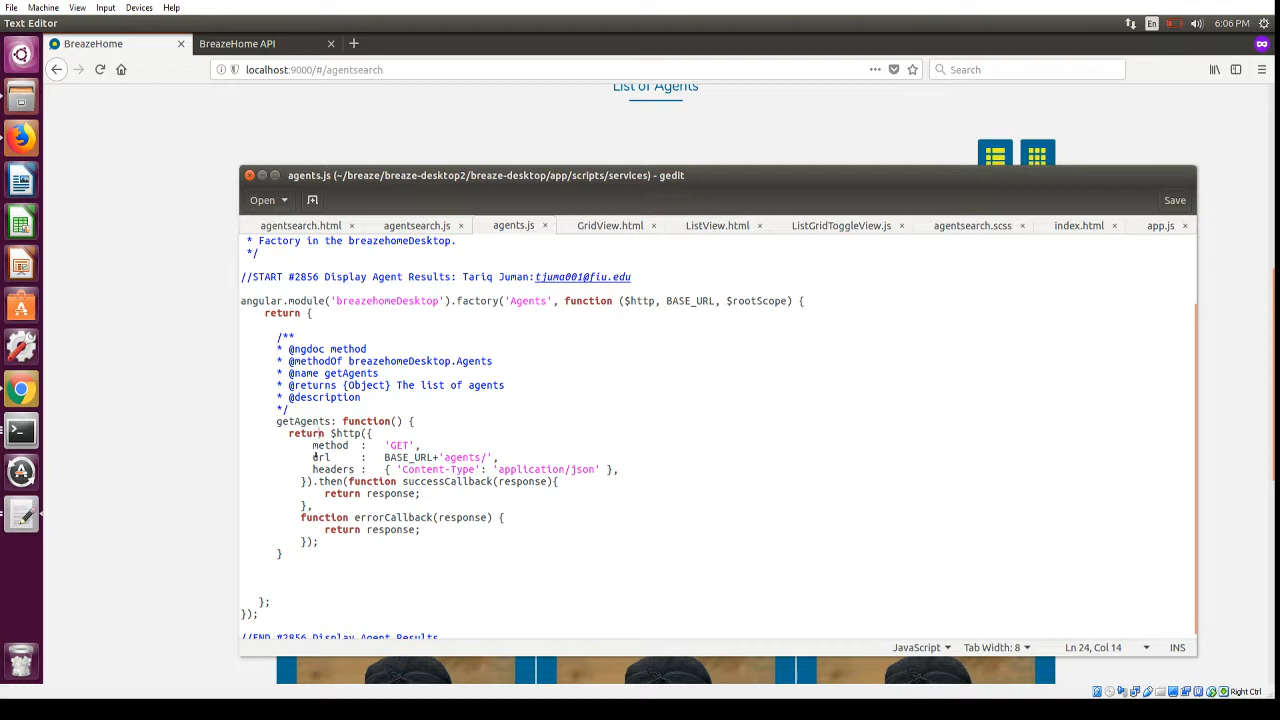 File Machine View Input Devices Help
Text Editor
En
6:06 PM
BreazeHome
BreazeHome API
localhost:9000/#/agentsearch
Search
List of Agents
agents.js (~/breaze/breaze-desktop2/breaze-desktop/app/scripts/services) - gedit
Open
Save
agentsearch.html
agentsearch.js
agents.js
GridView.html
ListView.html
ListGridToggleView.js
agentsearch.scss
index.html
app.js
* Factory in the breazehomeDesktop.
*/
//START #2856 Display Agent Results: Tariq Juman:tjuma001@fiu.edu
angular.module('breazehomeDesktop').factory('Agents', function ($http, BASE_URL, $rootScope) {
return {
/**
* @ngdoc method
* @methodOf breazehomeDesktop.Agents
* @name getAgents
* @returns {Object} The list of agents
* @description
*/
getAgents: function() {
return $http({
method : 'GET',
url : BASE_URL+'agents/',
headers : { 'Content-Type': 'application/json' },
}).then(function successCallback(response){
return response;
},
function errorCallback(response) {
return response;
});
}
};
});
//END #2856 Display Agent Results
JavaScript
Tab Width: 8
Ln 24, Col 14
INS
Right Ctrl